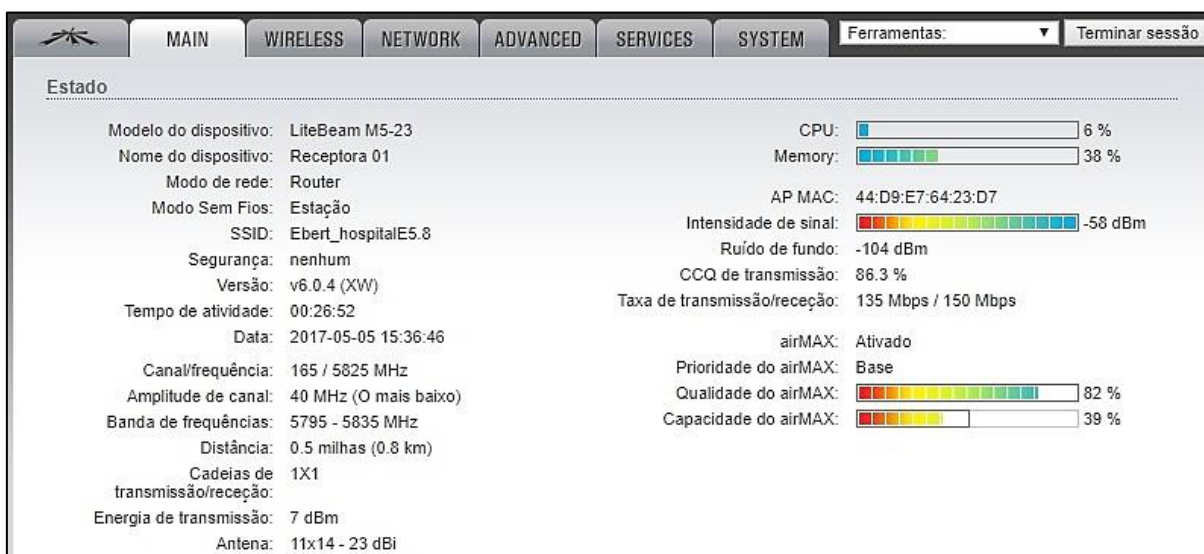 MAIN WIRELESS NETWORK ADVANCED SERVICES SYSTEM Ferramentas: Terminar sessão
Estado
Modelo do dispositivo: LiteBeam M5-23
Nome do dispositivo: Receptora 01
Modo de rede: Router
Modo Sem Fios: Estação
SSID: Ebert_hospitalE5.8
Segurança: nenhum
Versão: v6.0.4 (XW)
Tempo de atividade: 00:26:52
Data: 2017-05-05 15:36:46
Canal/frequência: 165 / 5825 MHz
Amplitude de canal: 40 MHz (O mais baixo)
Banda de frequências: 5795 - 5835 MHz
Distância: 0.5 milhas (0.8 km)
Cadeias de 1X1
transmissão/receção:
Energia de transmissão: 7 dBm
Antena: 11x14 - 23 dBi
CPU: 6 %
Memory: 38 %
AP MAC: 44:D9:E7:64:23:D7
Intensidade de sinal: -58 dBm
Ruído de fundo: -104 dBm
CCQ de transmissão: 86.3 %
Taxa de transmissão/receção: 135 Mbps / 150 Mbps
airMAX: Ativado
Prioridade do airMAX: Base
Qualidade do airMAX: 82 %
Capacidade do airMAX: 39 %